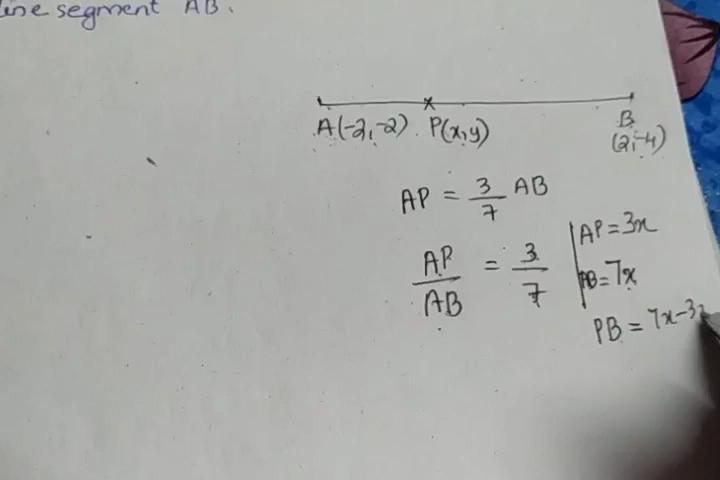 line segment AB.
A(-2,-2) P(x,y) B
(2,-4)
AP = 3/7 AB
AP/AB = 3/7
AP = 3x
AB = 7x
PB = 7x-3x